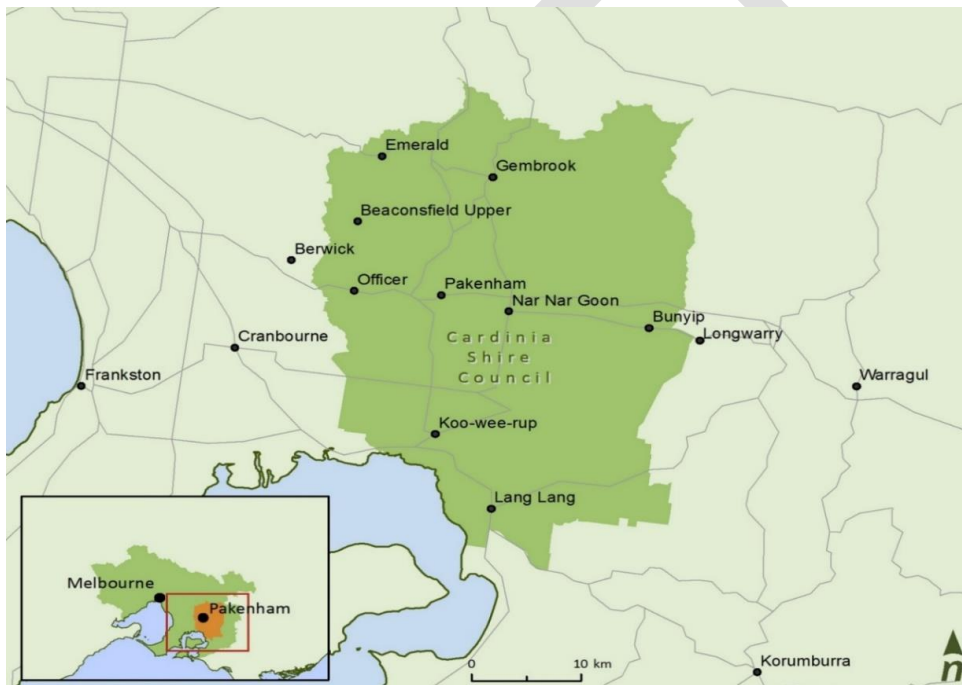 Emerald
Gembrook
Beaconsfield Upper
Berwick
Officer
Pakenham
Nar Nar Goon
Bunyip
Longwarry
Cranbourne
Cardinia
Shire
Council
Frankston
Warragul
Koo-wee-rup
Lang Lang
Melbourne
Pakenham
0 10 km
Korumburra
n